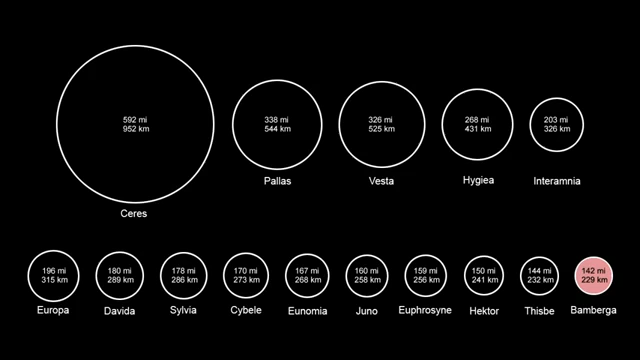 592 mi
952 km
Ceres
338 mi
544 km
Pallas
326 mi
525 km
Vesta
268 mi
431 km
Hygiea
203 mi
326 km
Interamnia
196 mi
315 km
Europa
180 mi
289 km
Davida
178 mi
286 km
Sylvia
170 mi
273 km
Cybele
167 mi
268 km
Eunomia
160 mi
258 km
Juno
159 mi
256 km
Euphrosyne
150 mi
241 km
Hektor
144 mi
232 km
Thisbe
142 mi
229 km
Bamberga